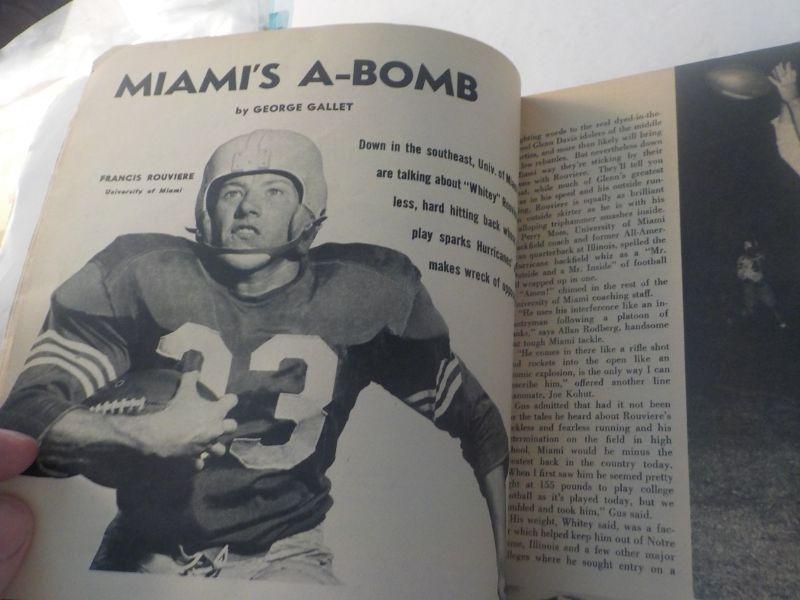 MIAMI'S A-BOMB
by GEORGE GALLET
FRANCIS ROUVIERE
University of Miami
Down in the southeast, Univ. of
are talking about "Whitey"
less, hard hitting back
play sparks Hurricanes
makes wreck of
33
words to the real dyed-in-the-
Glenn Davis idolers of the middle
and more than likely will bring
few rebuttles. But nevertheless down
way they're sticking by their
with Rouviere. They'll tell you
while much of Glenn's greatest
in his speed and his outside run-
Rouviere is equally as brilliant
outside skirter as he is with his
triphammer smashes inside.
Perry Moss, University of Miami
coach and former All-Amer-
quarterback at Illinois, spelled the
backfield whiz as a "Mr.
and a Mr. Inside" of football
wrapped up in one.
"Amen!" chimed in the rest of the
University of Miami coaching staff.
"He uses his interference like an in-
following a platoon of
says Allan Rodberg, handsome
tough Miami tackle.
"He comes in there like a rifle shot
rockets into the open like an
explosion, is the only way I can
him," offered another line
Joe Kohut.
Gus admitted that had it not been
the tales he heard about Rouviere's
and fearless running and his
on the field in high
Miami would be minus the
back in the country today.
When I first saw him he seemed pretty
at 155 pounds to play college
as it's played today, but we
and took him," Gus said.
His weight, Whitey said, was a fac-
which helped keep him out of Notre
Illinois and a few other major
where he sought entry on a